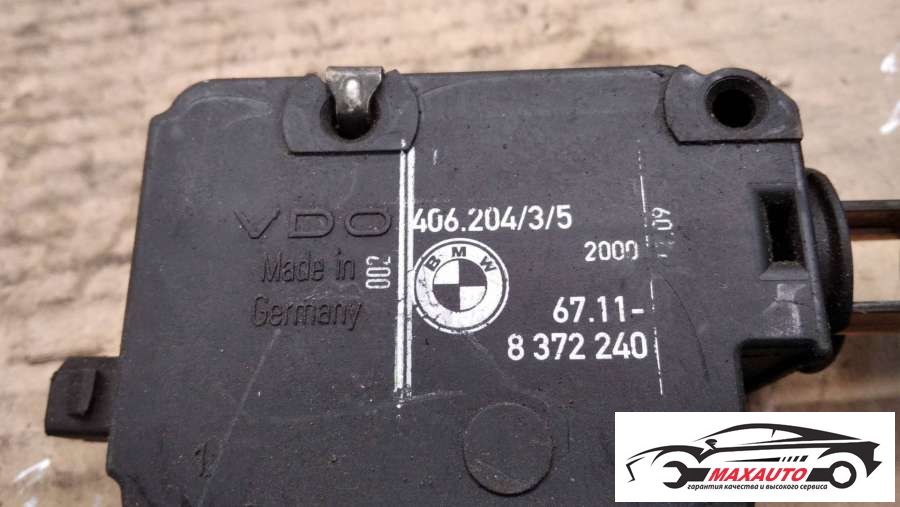 VDO
Made in
Germany
002
406.204/3/5
2000
09
BMW
67.11-
8 372 240
MAXAUTO
гарантия качества и высокого сервиса